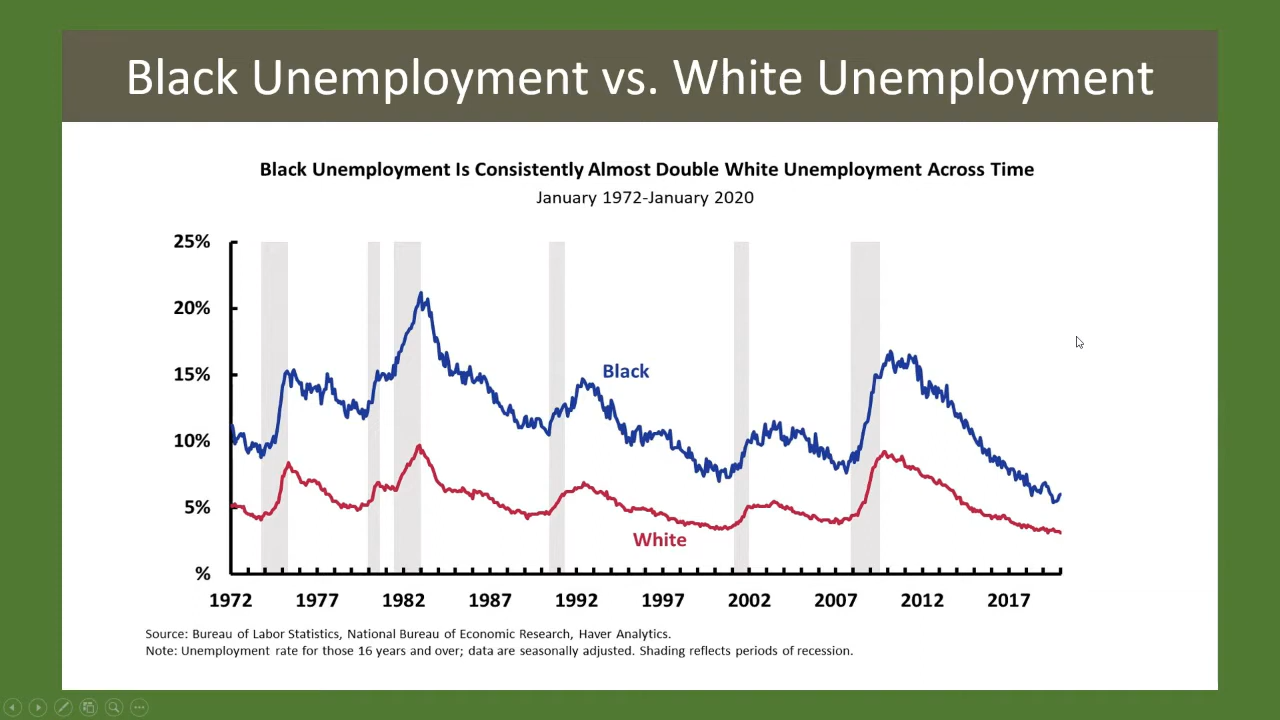 Black Unemployment vs. White Unemployment
Black Unemployment Is Consistently Almost Double White Unemployment Across Time
January 1972-January 2020
25%
20%
15%
10%
5%
%
Black
White
1972 1977 1982 1987 1992 1997 2002 2007 2012 2017
Source: Bureau of Labor Statistics, National Bureau of Economic Research, Haver Analytics.
Note: Unemployment rate for those 16 years and over; data are seasonally adjusted. Shading reflects periods of recession.